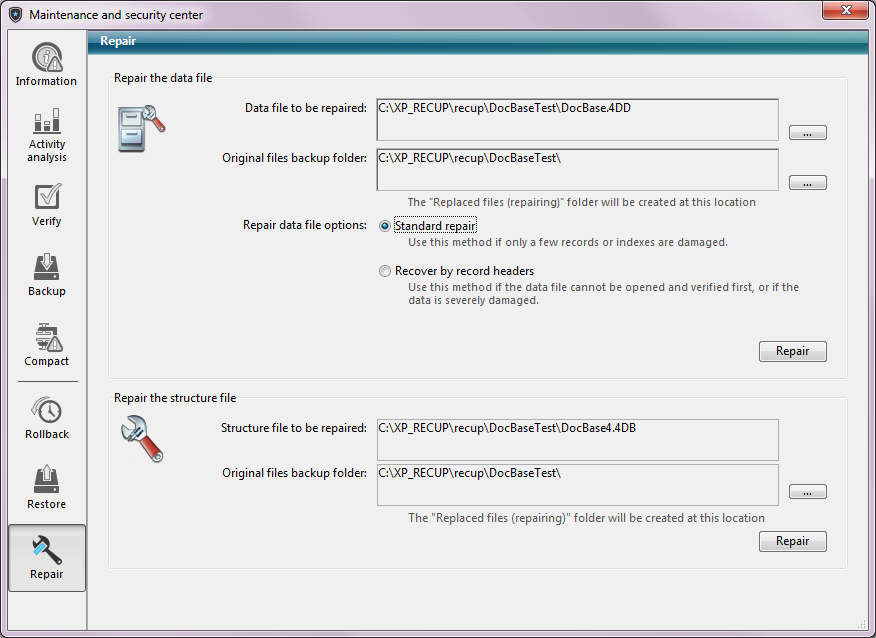 Maintenance and security center
Information
Activity
analysis
Verify
Backup
Compact
Rollback
Restore
Repair
Repair
Repair the data file
Data file to be repaired:
C:\XP_RECUP\recup\DocBaseTest\DocBase.4DD
...
Original files backup folder:
C:\XP_RECUP\recup\DocBaseTest\
...
The "Replaced files (repairing)" folder will be created at this location
Repair data file options:
Standard repair
Use this method if only a few records or indexes are damaged.
Recover by record headers
Use this method if the data file cannot be opened and verified first, or if the
data is severely damaged.
Repair
Repair the structure file
Structure file to be repaired:
C:\XP_RECUP\recup\DocBaseTest\DocBase4.4DB
Original files backup folder:
C:\XP_RECUP\recup\DocBaseTest\
...
The "Replaced files (repairing)" folder will be created at this location
Repair